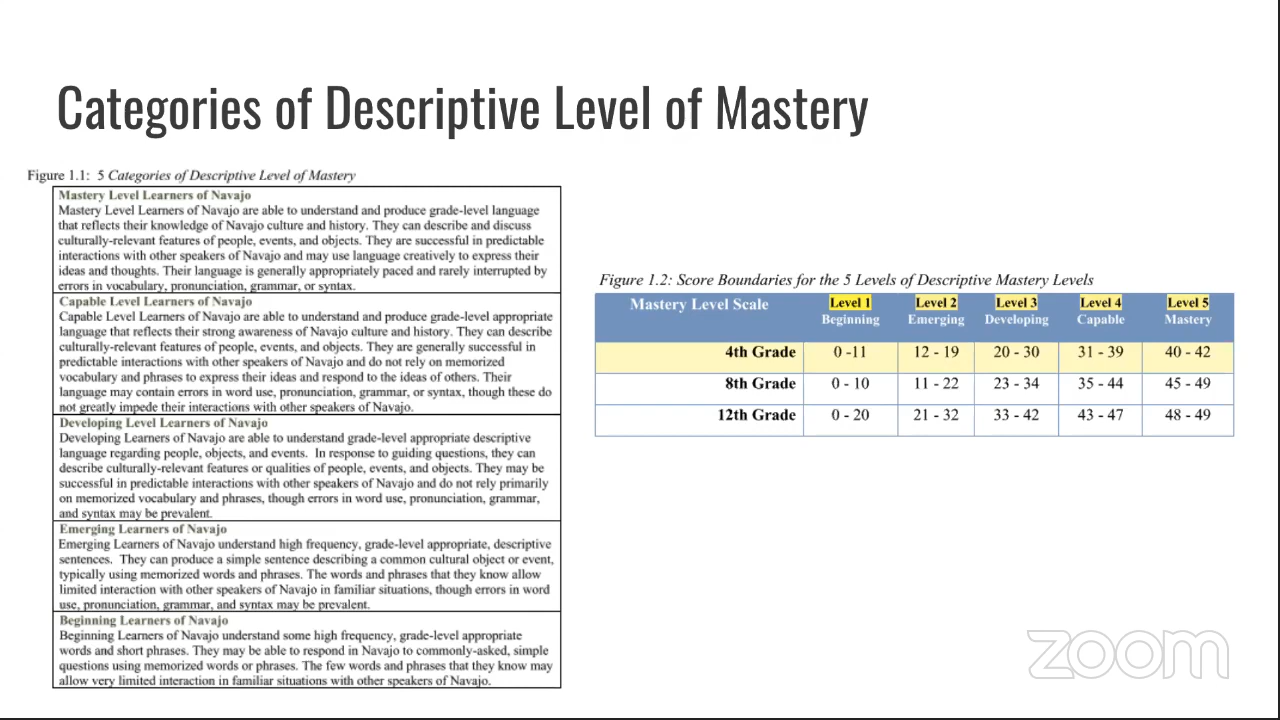 Categories of Descriptive Level of Mastery
Figure 1.1:  5 Categories of Descriptive Level of Mastery
Mastery Level Learners of Navajo
Mastery Level Learners of Navajo are able to understand and produce grade-level language
that reflects their knowledge of Navajo culture and history. They can describe and discuss
culturally-relevant features of people, events, and objects. They are successful in predictable
interactions with other speakers of Navajo and may use language creatively to express their
ideas and thoughts. Their language is generally appropriately paced and rarely interrupted by
errors in vocabulary, pronunciation, grammar, or syntax.
Capable Level Learners of Navajo
Capable Level Learners of Navajo are able to understand and produce grade-level appropriate
language that reflects their strong awareness of Navajo culture and history. They can describe
culturally-relevant features of people, events, and objects. They are generally successful in
predictable interactions with other speakers of Navajo and do not rely on memorized
vocabulary and phrases to express their ideas and respond to the ideas of others. Their
language may contain errors in word use, pronunciation, grammar, or syntax, though these do
not greatly impede their interactions with other speakers of Navajo.
Developing Level Learners of Navajo
Developing Learners of Navajo are able to understand grade-level appropriate descriptive
language regarding people, objects, and events.  In response to guiding questions, they can
describe culturally-relevant features or qualities of people, events, and objects. They may be
successful in predictable interactions with other speakers of Navajo and do not rely primarily
on memorized vocabulary and phrases, though errors in word use, pronunciation, grammar,
and syntax may be prevalent.
Emerging Learners of Navajo
Emerging Learners of Navajo understand high frequency, grade-level appropriate, descriptive
sentences.  They can produce a simple sentence describing a common cultural object or event,
typically using memorized words and phrases. The words and phrases that they know allow
limited interaction with other speakers of Navajo in familiar situations, though errors in word
use, pronunciation, grammar, and syntax may be prevalent.
Beginning Learners of Navajo
Beginning Learners of Navajo understand some high frequency, grade-level appropriate
words and short phrases. They may be able to respond in Navajo to commonly-asked, simple
questions using memorized words or phrases. The few words and phrases that they know may
allow very limited interaction in familiar situations with other speakers of Navajo.
Figure 1.2: Score Boundaries for the 5 Levels of Descriptive Mastery Levels
Mastery Level Scale Level 1 Level 2 Level 3 Level 4 Level 5
Beginning Emerging Developing Capable Mastery
4th Grade 0 -11 12 - 19 20 - 30 31 - 39 40 - 42
8th Grade 0 - 10 11 - 22 23 - 34 35 - 44 45 - 49
12th Grade 0 - 20 21 - 32 33 - 42 43 - 47 48 - 49
zoom